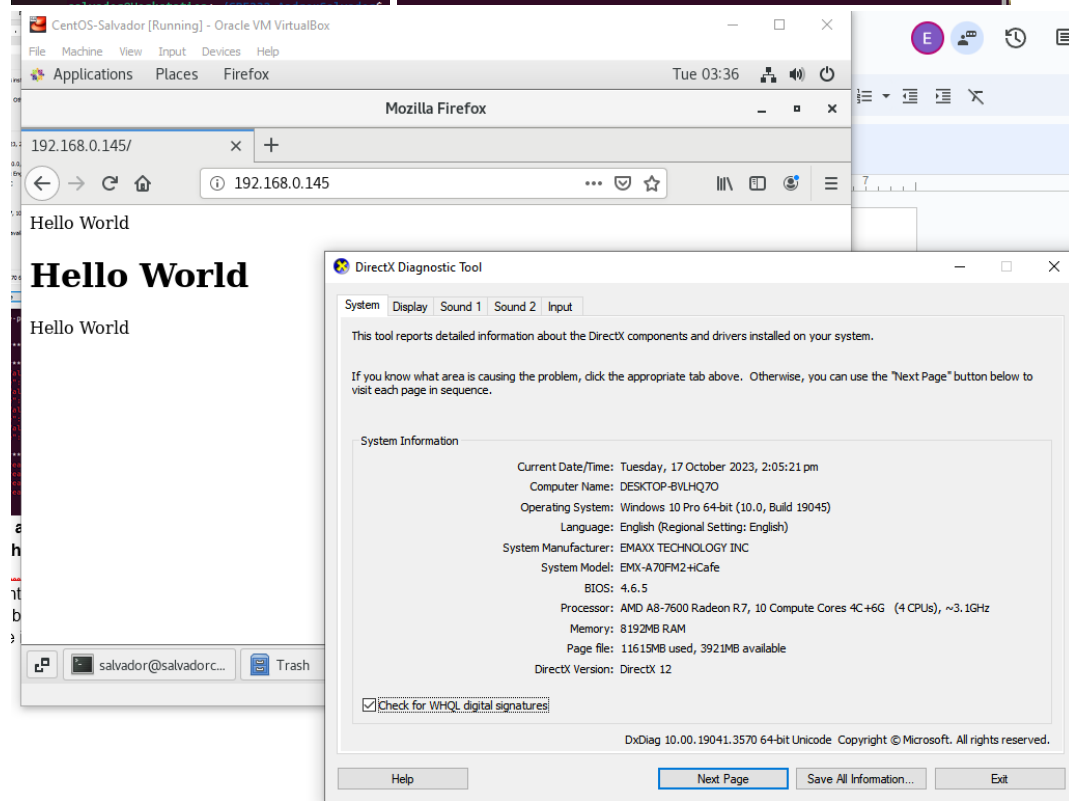 CentOS-Salvador [Running] - Oracle VM VirtualBox
File Machine View Input Devices Help
Applications Places Firefox Tue 03:36
Mozilla Firefox
192.168.0.145/
192.168.0.145
Hello World
Hello World
Hello World
salvador@salvadorc...
Trash
E
7
DirectX Diagnostic Tool
System Display Sound 1 Sound 2 Input
This tool reports detailed information about the DirectX components and drivers installed on your system.
If you know what area is causing the problem, click the appropriate tab above. Otherwise, you can use the "Next Page" button below to
visit each page in sequence.
System Information
Current Date/Time: Tuesday, 17 October 2023, 2:05:21 pm
Computer Name: DESKTOP-BVLHQ7O
Operating System: Windows 10 Pro 64-bit (10.0, Build 19045)
Language: English (Regional Setting: English)
System Manufacturer: EMAXX TECHNOLOGY INC
System Model: EMX-A70FM2+iCafe
BIOS: 4.6.5
Processor: AMD A8-7600 Radeon R7, 10 Compute Cores 4C+6G (4 CPUs), ~3.1GHz
Memory: 8192MB RAM
Page file: 11615MB used, 3921MB available
DirectX Version: DirectX 12
Check for WHQL digital signatures
DxDiag 10.00.19041.3570 64-bit Unicode Copyright © Microsoft. All rights reserved.
Help Next Page Save All Information... Exit